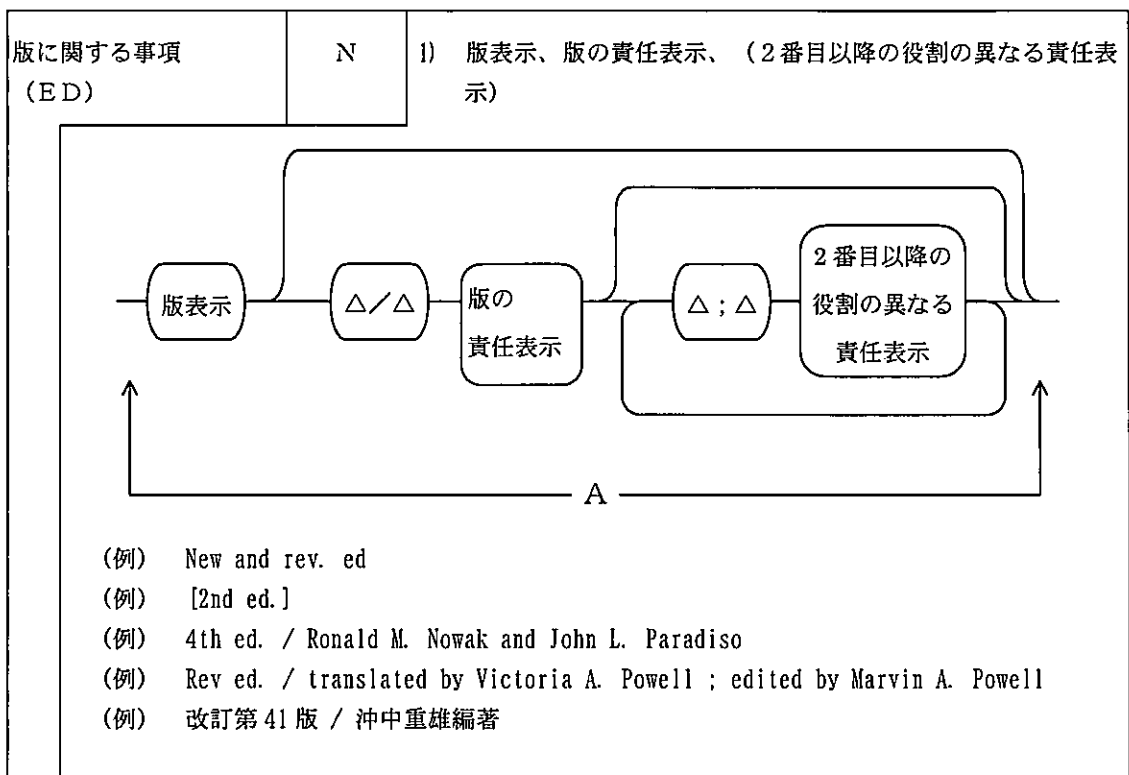 版に関する事項
(ED)
N
1) 版表示、版の責任表示、(2番目以降の役割の異なる責任表
示)
版表示
△/△
版の
責任表示
△;△
2番目以降の
役割の異なる
責任表示
A
(例) New and rev. ed
(例) [2nd ed.]
(例) 4th ed. / Ronald M. Nowak and John L. Paradiso
(例) Rev ed. / translated by Victoria A. Powell ; edited by Marvin A. Powell
(例) 改訂第41版 / 沖中重雄編著